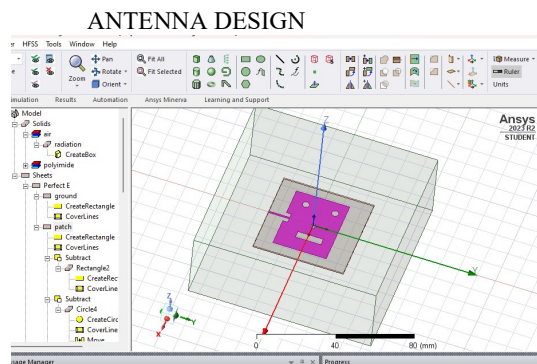 ANTENNA DESIGN
HFSS Tools Window Help
Zoom
Pan
Rotate
Orient
Fit All
Fit Selected
Measure
Ruler
Units
Results Automation Ansys Minerva Learning and Support
Model
Solids
air
radiation
CreateBox
polyimide
Sheets
Perfect E
ground
CreateRectangle
CoverLines
patch
CreateRectangle
CoverLines
Subtract
Rectangle2
CreateRec
CoverLine
Subtract
Circle4
CreateCirc
CoverLine
Move
Ansys
2023 R2
STUDENT
Z
Y
Z
Y
X
0 40 80 (mm)
Progress